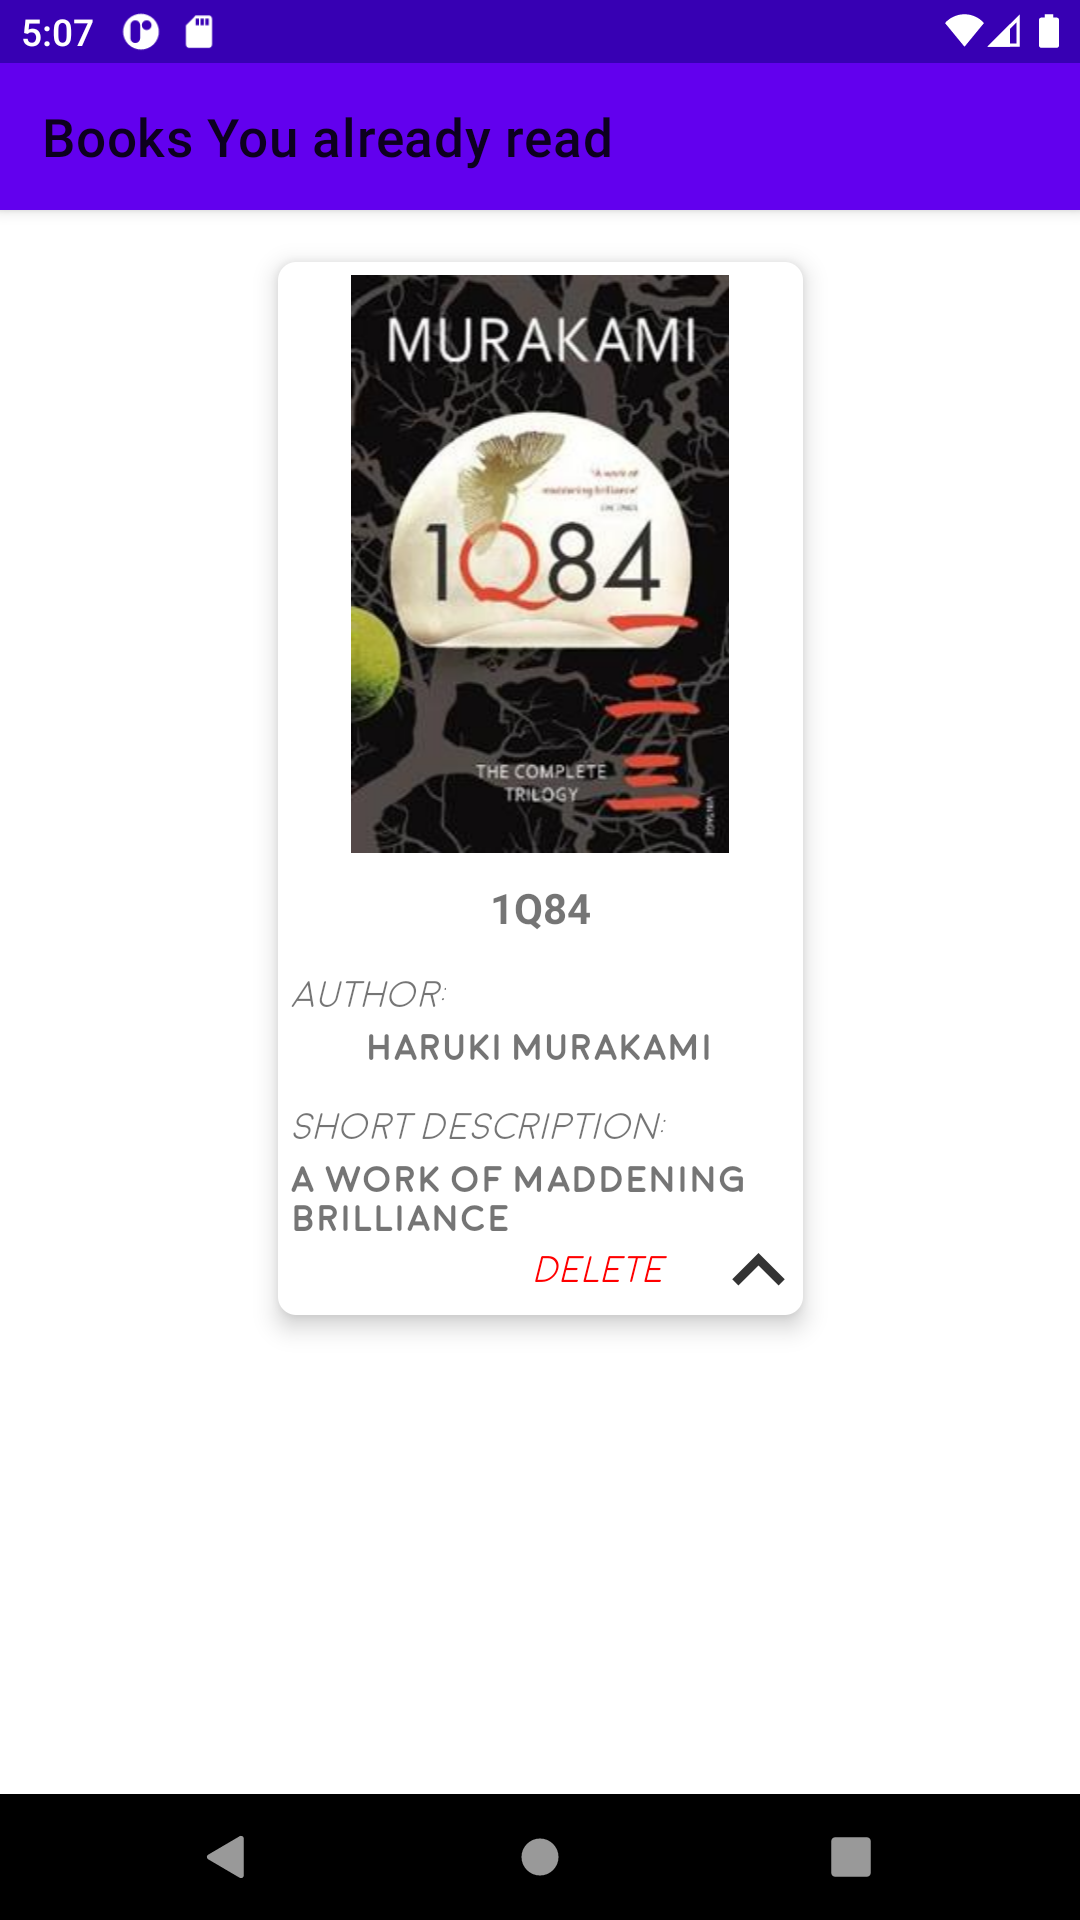 5:07
Books You already read
MURAKAMI
'A work of
maddening brilliance'
1Q84
THE COMPLETE
TRILOGY
VINTAGE
1Q84
AUTHOR:
HARUKI MURAKAMI
SHORT DESCRIPTION:
A WORK OF MADDENING
BRILLIANCE
DELETE